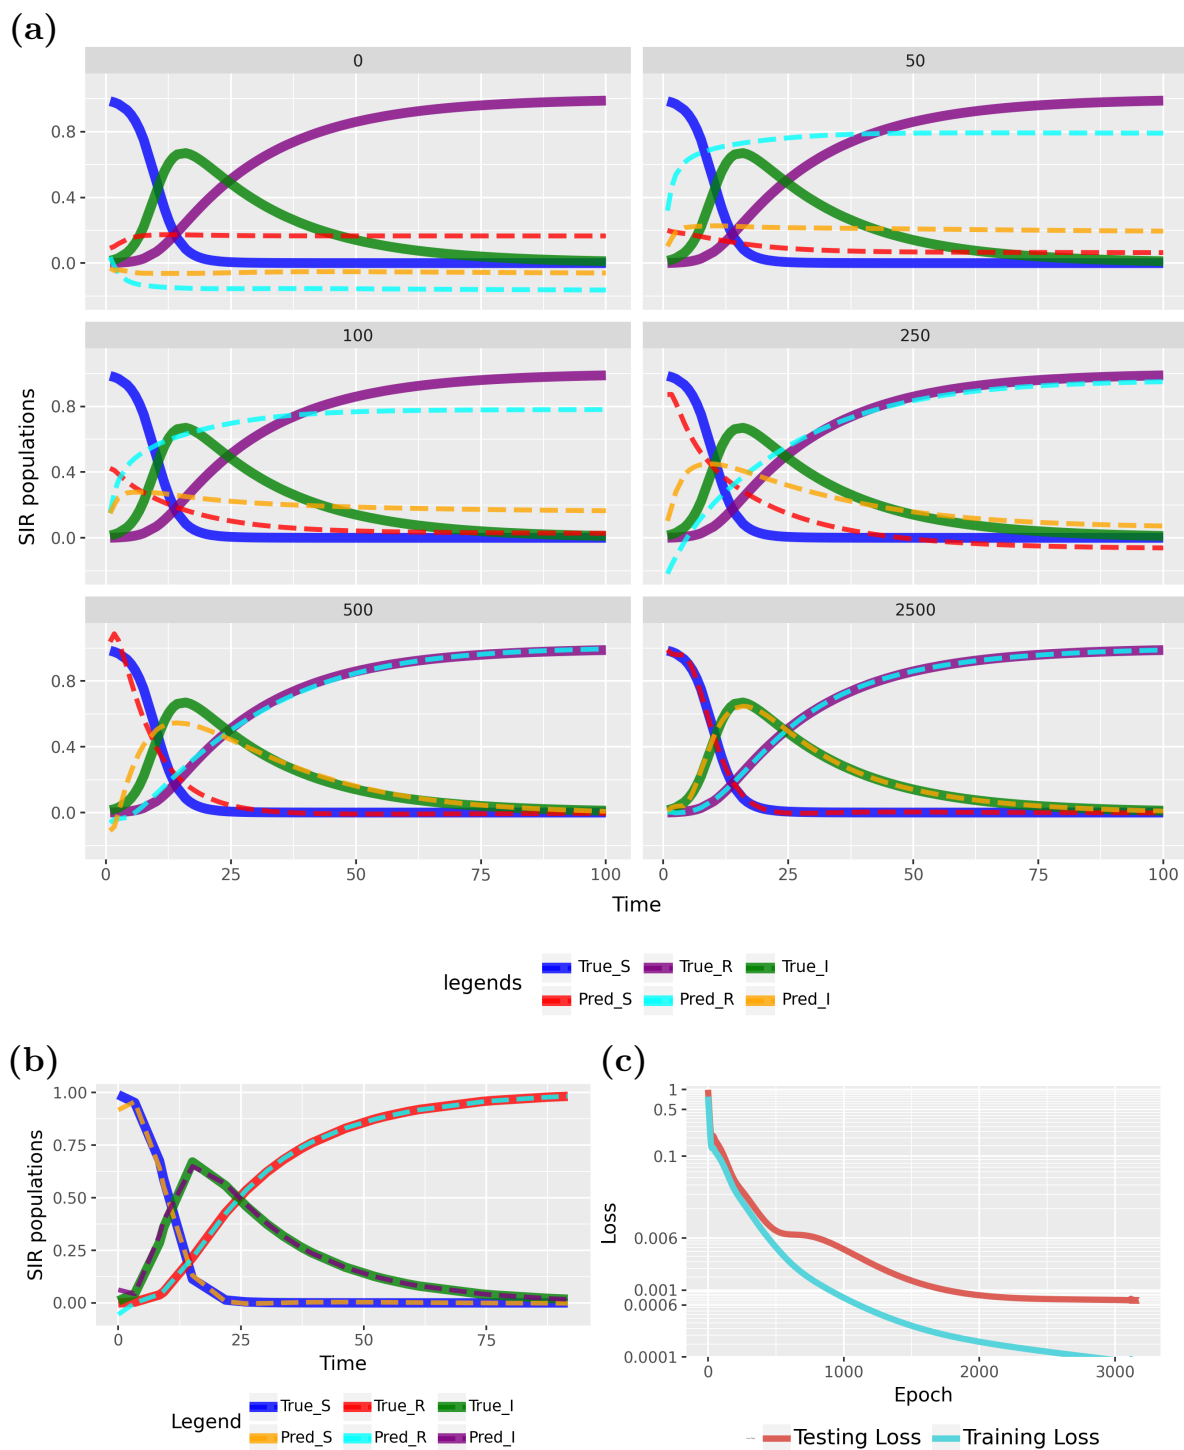 (a)
0 50
0.8
0.4
0.0
100 250
0.8
0.4
0.0
SIR populations
500 2500
0.8
0.4
0.0
0 25 50 75 100 0 25 50 75 100
Time
legends
True_S True_R True_I
Pred_S Pred_R Pred_I
(b)
1.00
0.75
0.50
0.25
0.00
SIR populations
0 25 50 75
Time
Legend
True_S True_R True_I
Pred_S Pred_R Pred_I
(c)
1
0.5
0.1
0.006
0.001
0.0006
0.0001
Loss
0 1000 2000 3000
Epoch
Testing Loss Training Loss